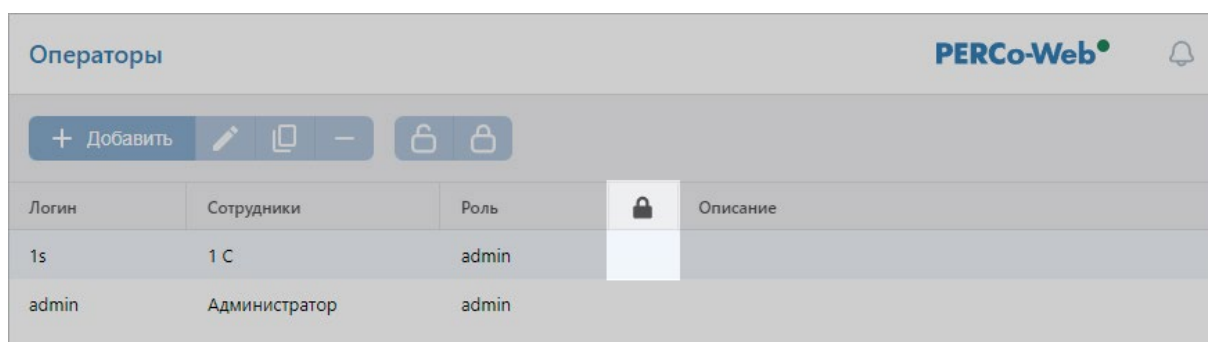 Операторы PERCo-Web
+ Добавить
Логин Сотрудники Роль Описание
1s 1 С admin
admin Администратор admin